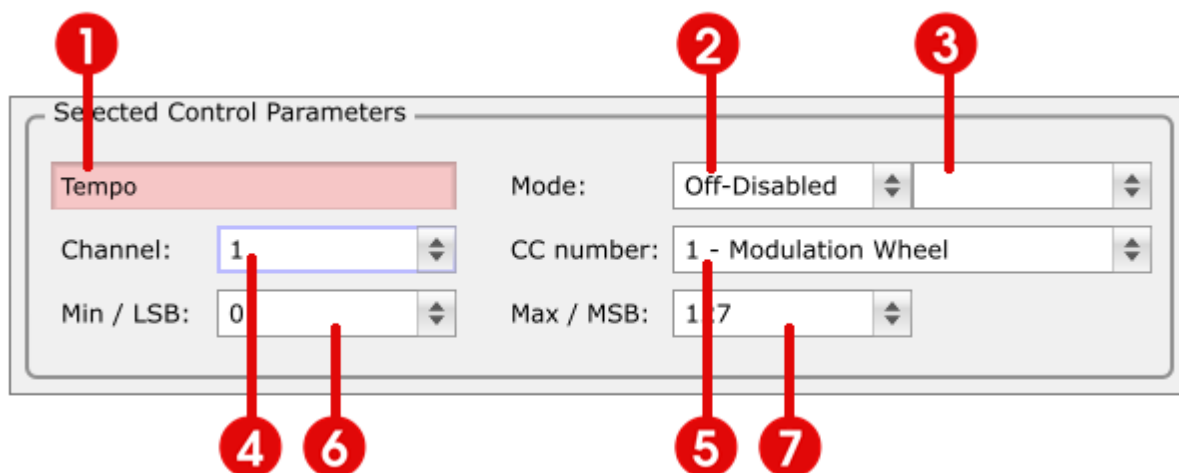 1 2 3
Selected Control Parameters
Tempo Mode: Off-Disabled
Channel: 1 CC number: 1 - Modulation Wheel
Min / LSB: 0 Max / MSB: 127
4 6 5 7